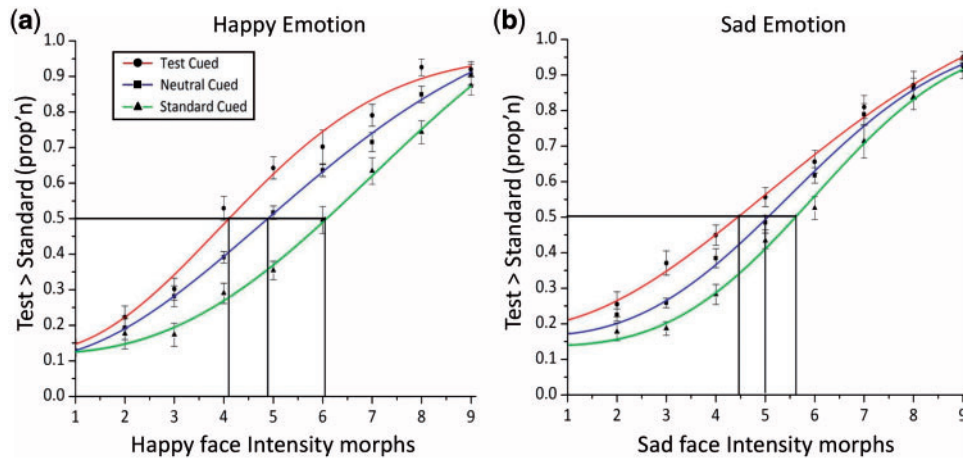 (a) Happy Emotion
Test > Standard (prop'n)
1.0
0.9
0.8
0.7
0.6
0.5
0.4
0.3
0.2
0.1
0.0
Test Cued
Neutral Cued
Standard Cued
1 2 3 4 5 6 7 8 9
Happy face Intensity morphs
(b) Sad Emotion
Test > Standard (prop'n)
1.0
0.9
0.8
0.7
0.6
0.5
0.4
0.3
0.2
0.1
0.0
1 2 3 4 5 6 7 8 9
Sad face Intensity morphs